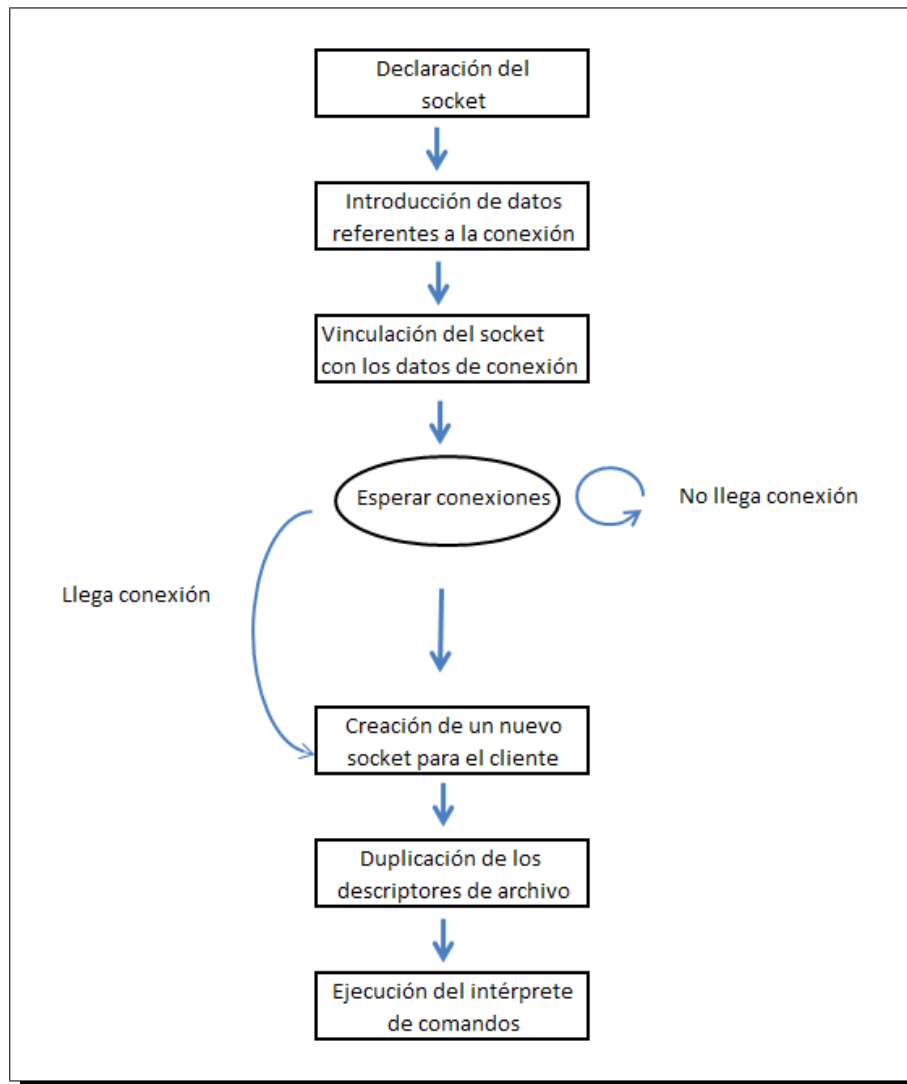 Declaración del
socket
Introducción de datos
referentes a la conexión
Vinculación del socket
con los datos de conexión
Esperar conexiones
No llega conexión
Llega conexión
Creación de un nuevo
socket para el cliente
Duplicación de los
descriptores de archivo
Ejecución del intérprete
de comandos